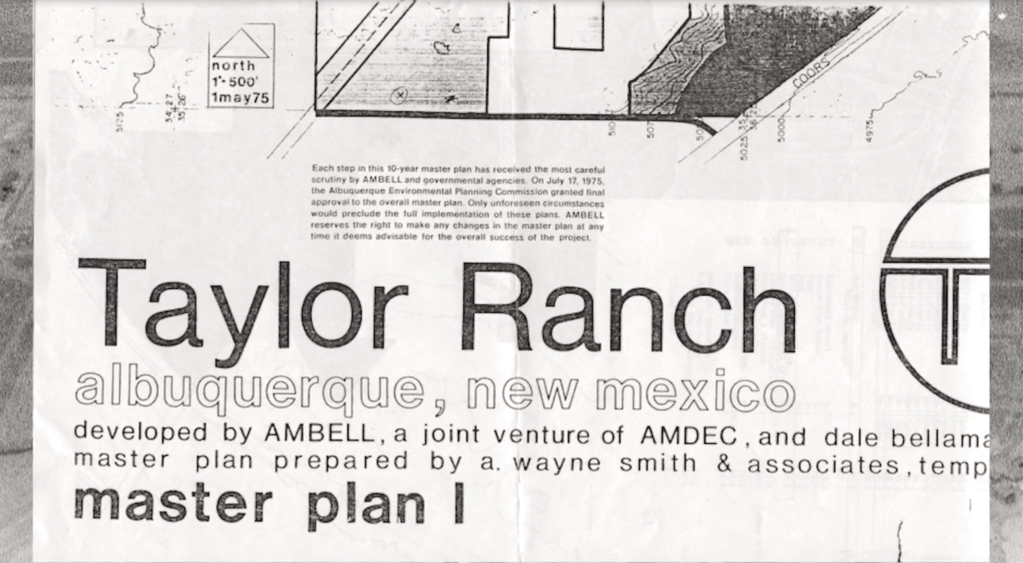 north
1"=500'
1may75
5125
COORS
5000
4975
Each step in this 10-year master plan has received the most careful
scrutiny by AMBELL and governmental agencies. On July 17, 1975,
the Albuquerque Environmental Planning Commission granted final
approval to the overall master plan. Only unforeseen circumstances
would preclude the full implementation of these plans. AMBELL
reserves the right to make any changes in the master plan at any
time it deems advisable for the overall success of the project.
Taylor Ranch
albuquerque, new mexico
developed by AMBELL, a joint venture of AMDEC, and dale bellama
master plan prepared by a. wayne smith & associates, temp
master plan I